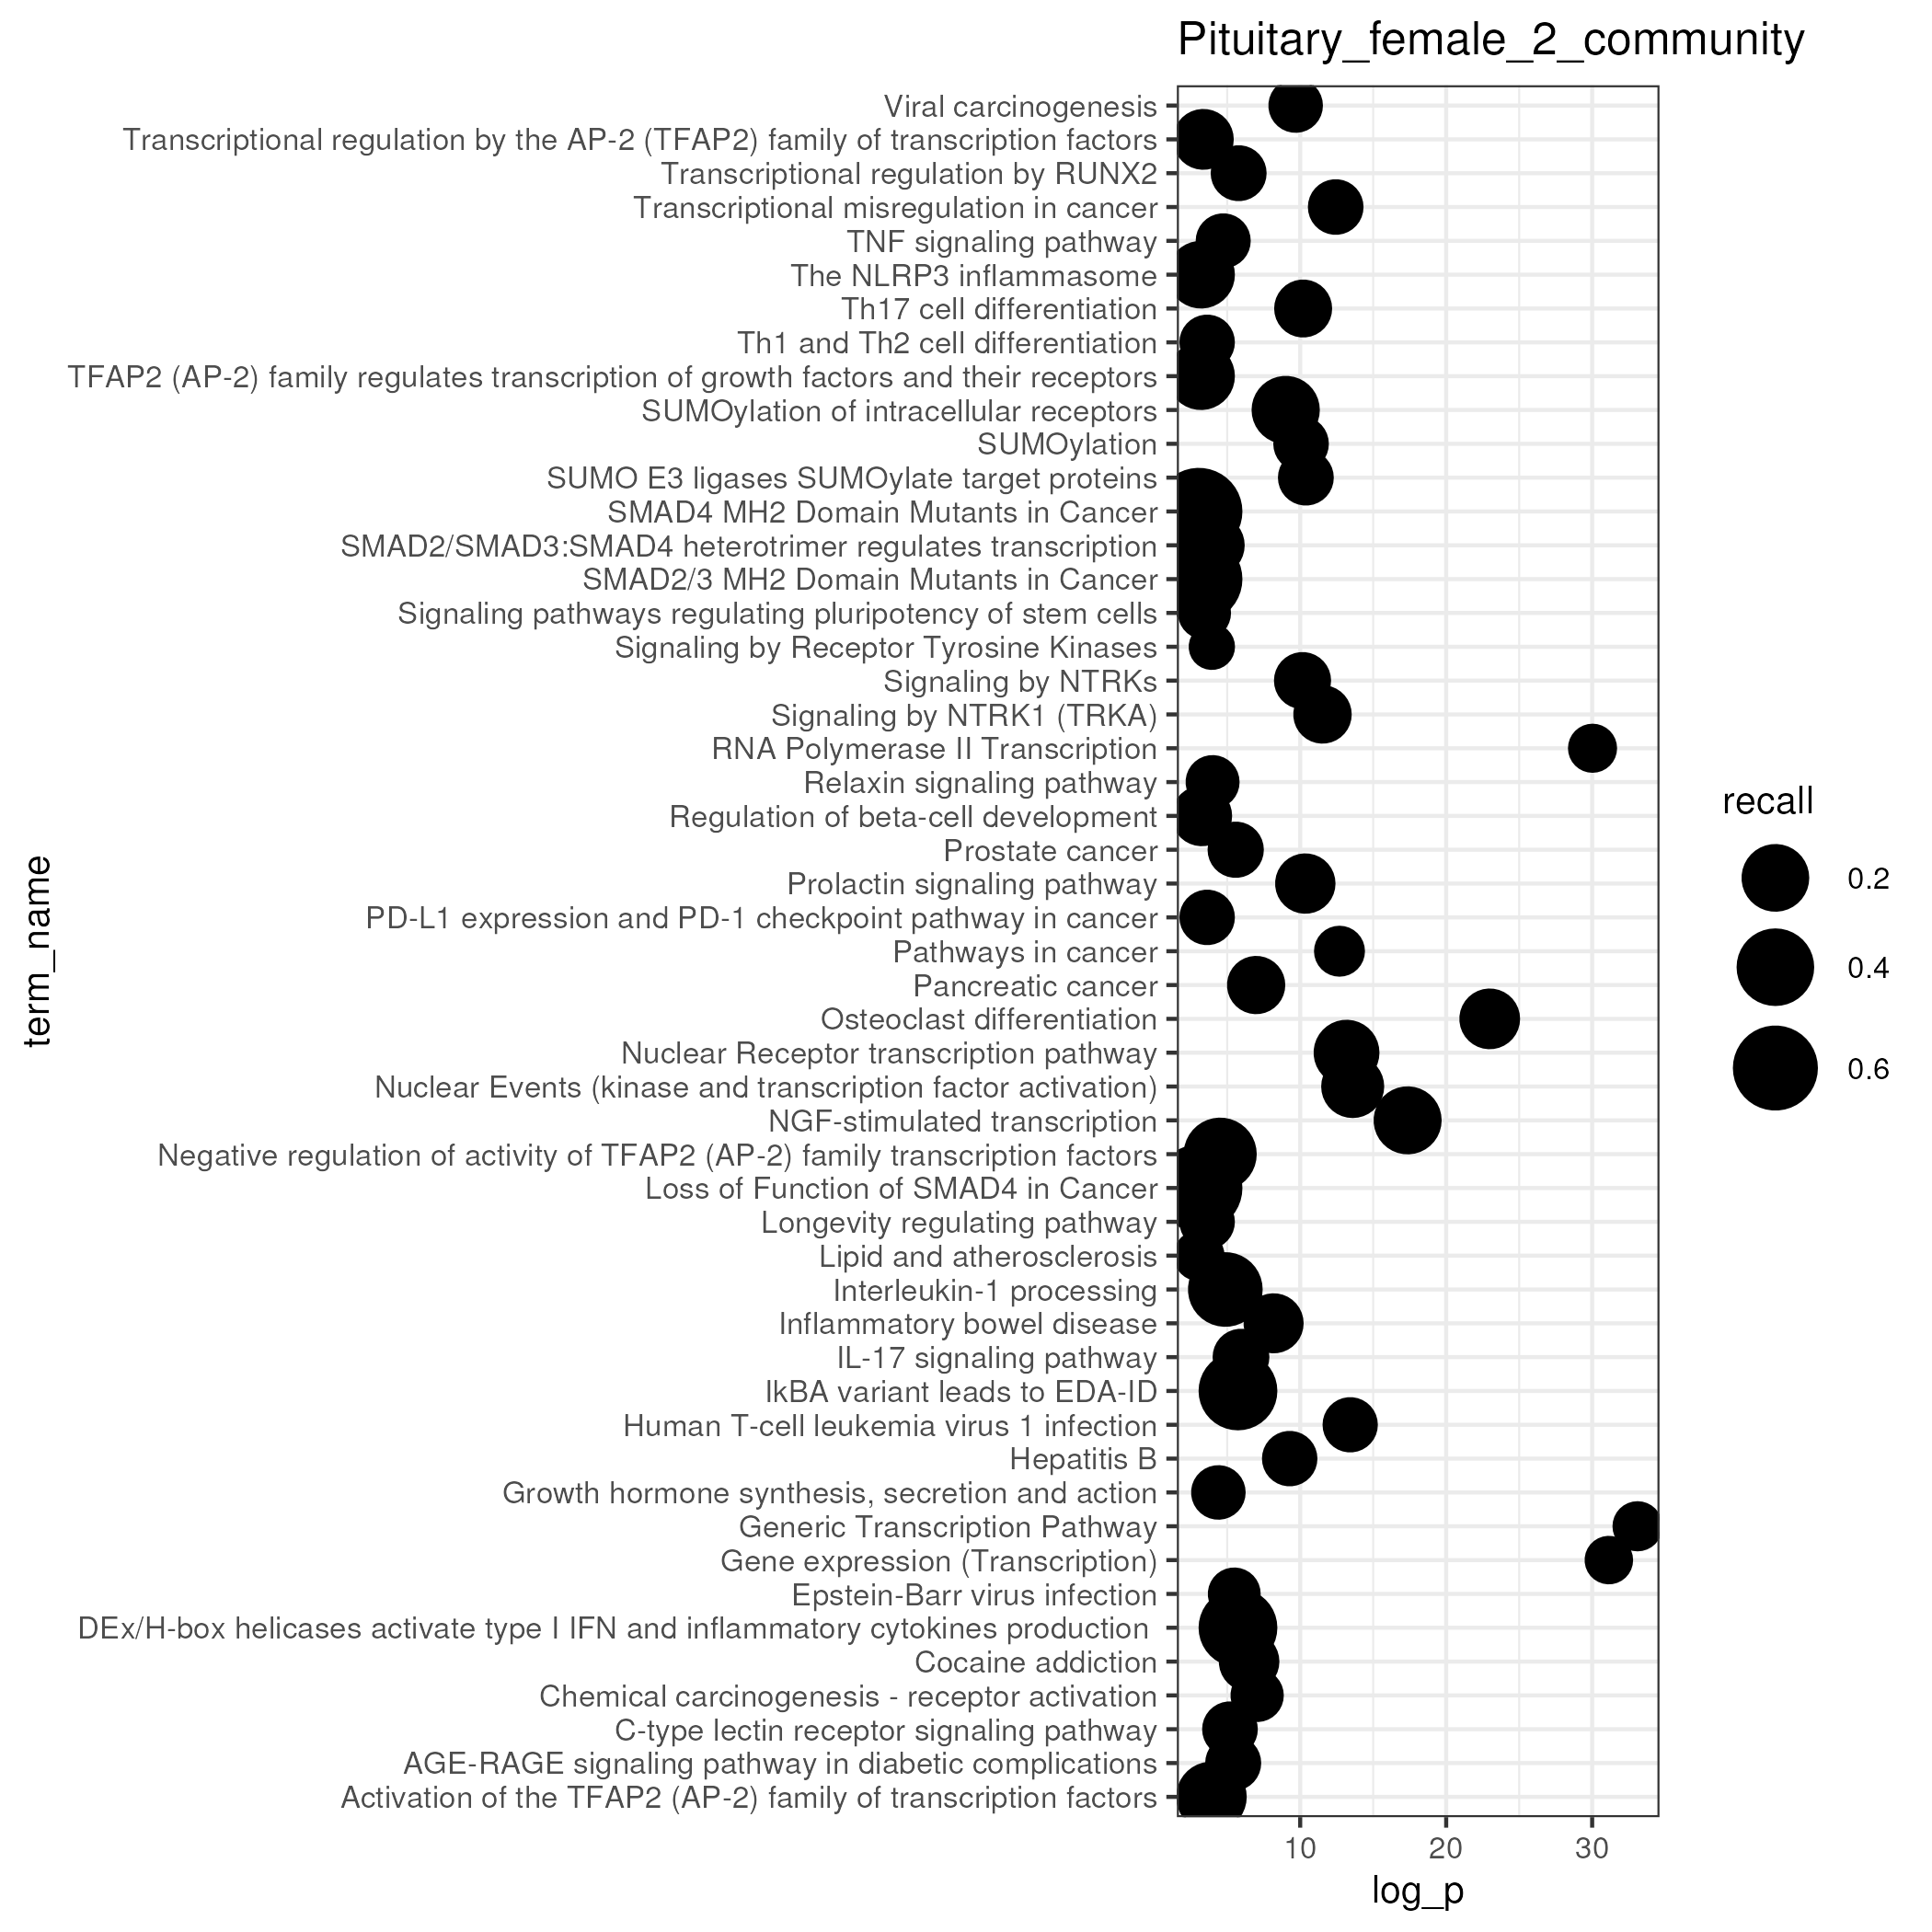 Pituitary_female_2_community
Viral carcinogenesis
Transcriptional regulation by the AP-2 (TFAP2) family of transcription factors
Transcriptional regulation by RUNX2
Transcriptional misregulation in cancer
TNF signaling pathway
The NLRP3 inflammasome
Th17 cell differentiation
Th1 and Th2 cell differentiation
TFAP2 (AP-2) family regulates transcription of growth factors and their receptors
SUMOylation of intracellular receptors
SUMOylation
SUMO E3 ligases SUMOylate target proteins
SMAD4 MH2 Domain Mutants in Cancer
SMAD2/SMAD3:SMAD4 heterotrimer regulates transcription
SMAD2/3 MH2 Domain Mutants in Cancer
Signaling pathways regulating pluripotency of stem cells
Signaling by Receptor Tyrosine Kinases
Signaling by NTRKs
Signaling by NTRK1 (TRKA)
RNA Polymerase II Transcription
Relaxin signaling pathway
Regulation of beta-cell development
Prostate cancer
Prolactin signaling pathway
PD-L1 expression and PD-1 checkpoint pathway in cancer
Pathways in cancer
Pancreatic cancer
Osteoclast differentiation
Nuclear Receptor transcription pathway
Nuclear Events (kinase and transcription factor activation)
NGF-stimulated transcription
Negative regulation of activity of TFAP2 (AP-2) family transcription factors
Loss of Function of SMAD4 in Cancer
Longevity regulating pathway
Lipid and atherosclerosis
Interleukin-1 processing
Inflammatory bowel disease
IL-17 signaling pathway
IkBA variant leads to EDA-ID
Human T-cell leukemia virus 1 infection
Hepatitis B
Growth hormone synthesis, secretion and action
Generic Transcription Pathway
Gene expression (Transcription)
Epstein-Barr virus infection
DEx/H-box helicases activate type I IFN and inflammatory cytokines production
Cocaine addiction
Chemical carcinogenesis - receptor activation
C-type lectin receptor signaling pathway
AGE-RAGE signaling pathway in diabetic complications
Activation of the TFAP2 (AP-2) family of transcription factors
term_name
10 20 30
log_p
recall
0.2
0.4
0.6